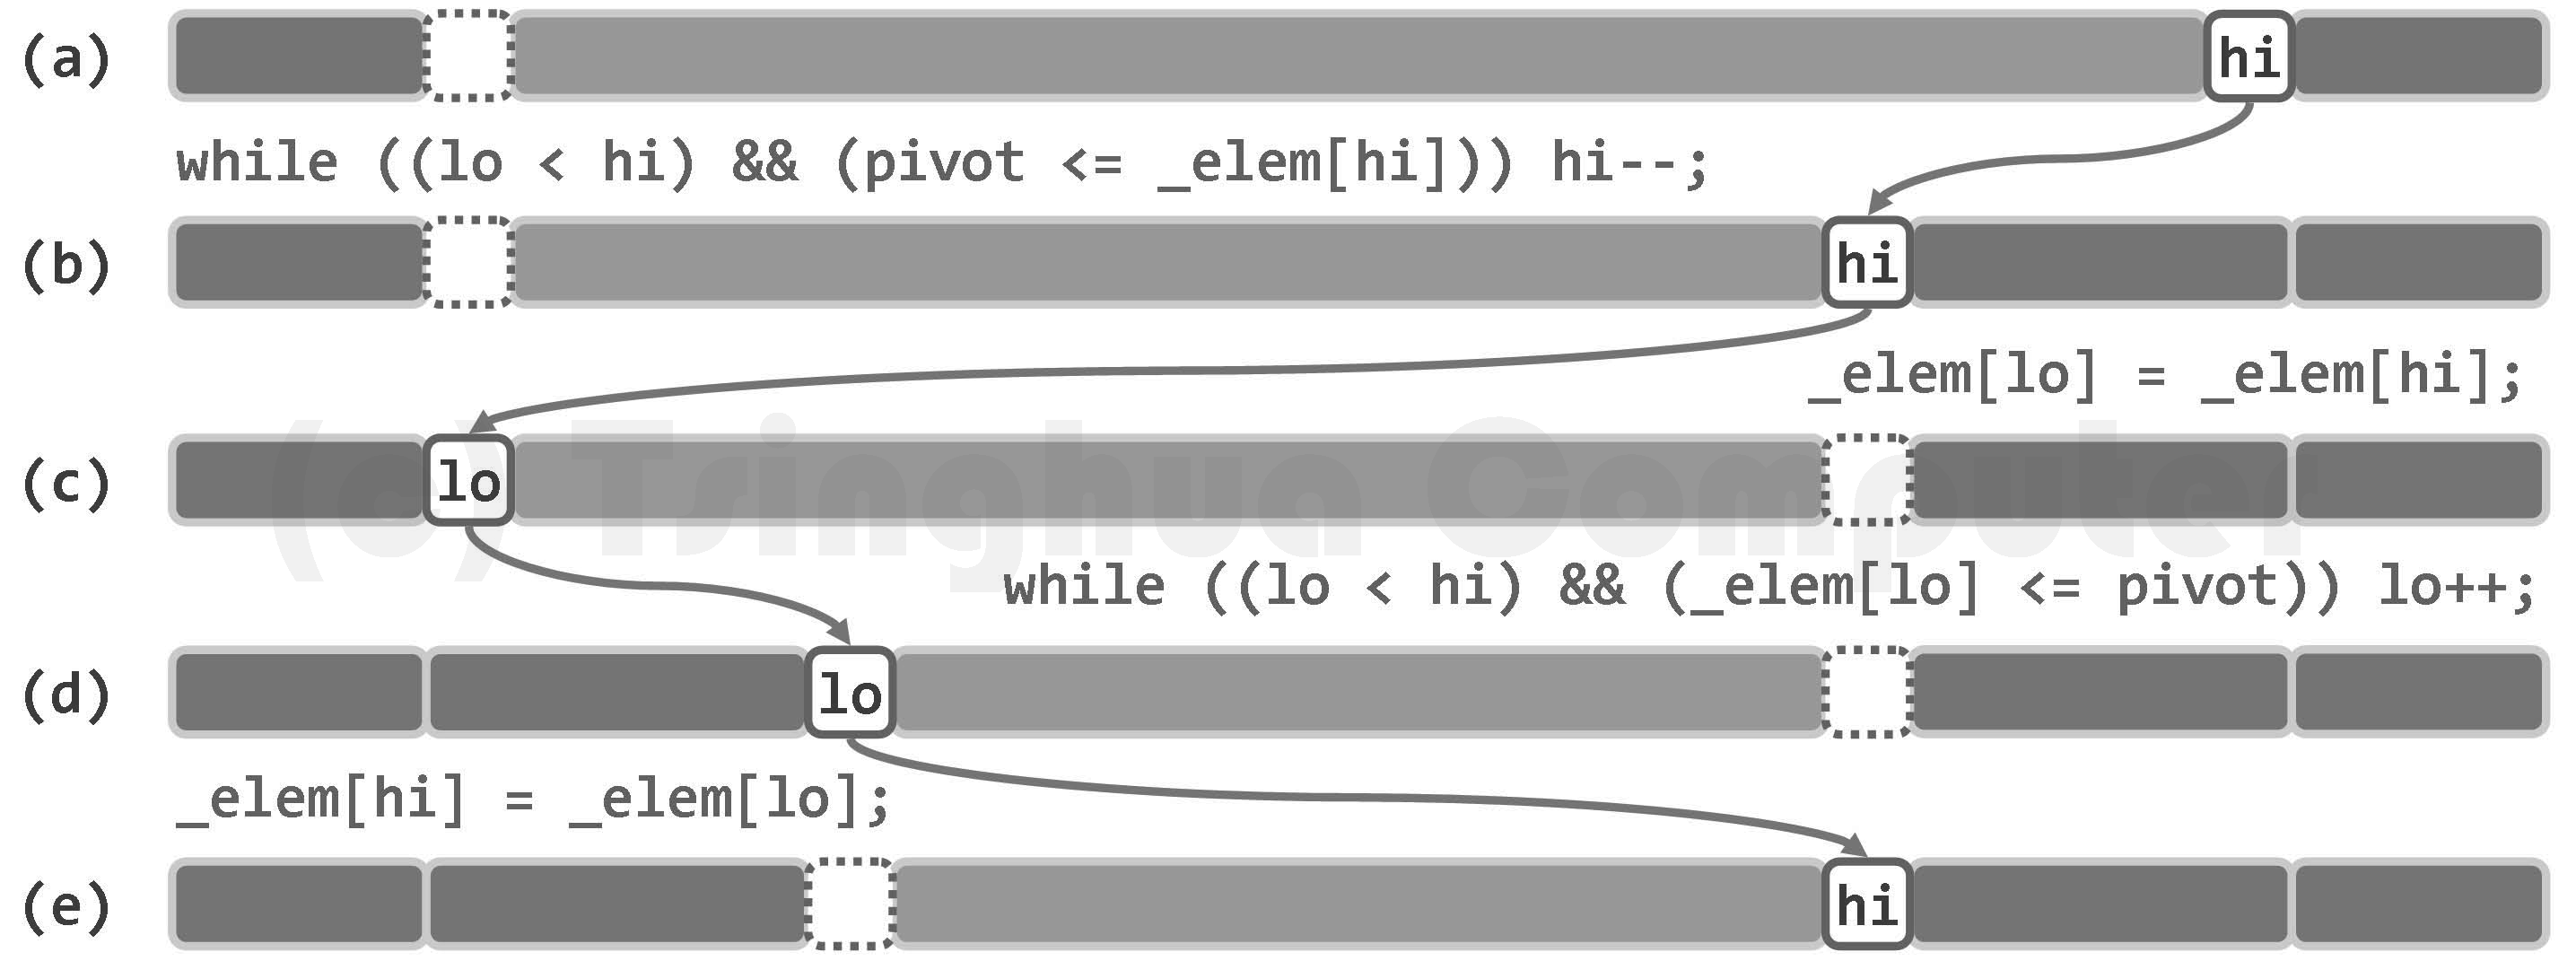 (a) hi
while ((lo < hi) && (pivot <= _elem[hi])) hi--;
(b) hi
_elem[lo] = _elem[hi];
(c) lo
(c) Tsinghua Computer
while ((lo < hi) && (_elem[lo] <= pivot)) lo++;
(d) lo
_elem[hi] = _elem[lo];
(e) hi